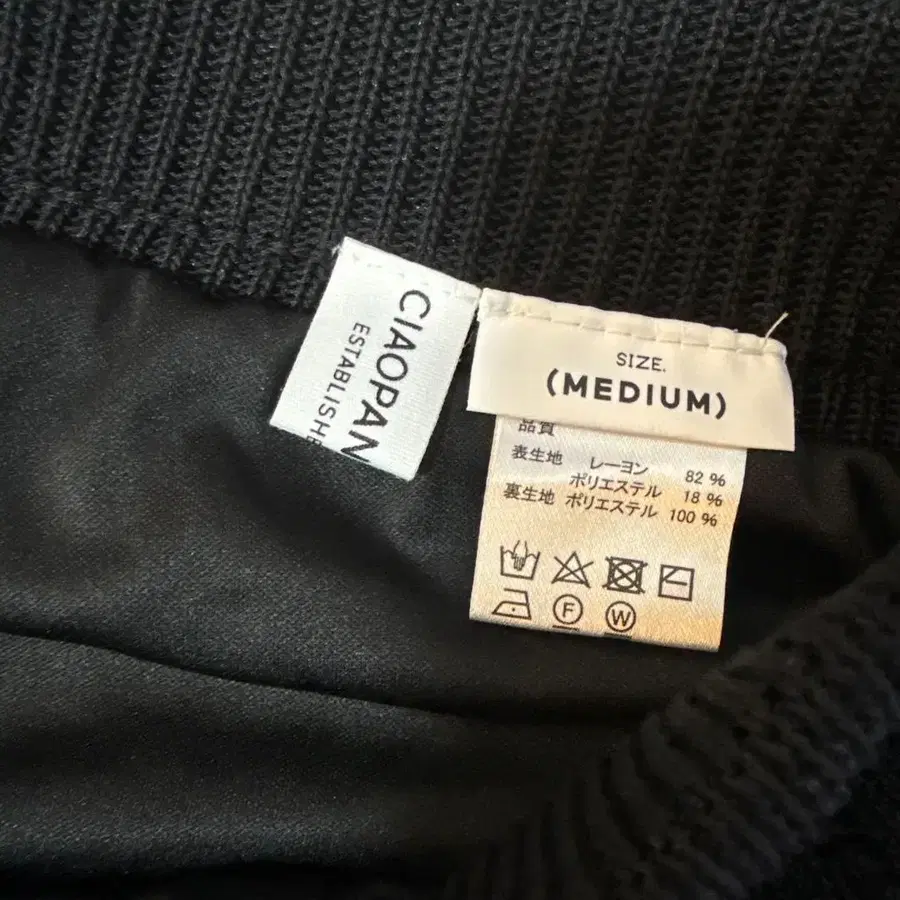 CIAOPAN
ESTABLISHE
SIZE.
(MEDIUM)
品質
表生地 レーヨン 82 %
ポリエステル 18 %
裏生地 ポリエステル 100 %
F W